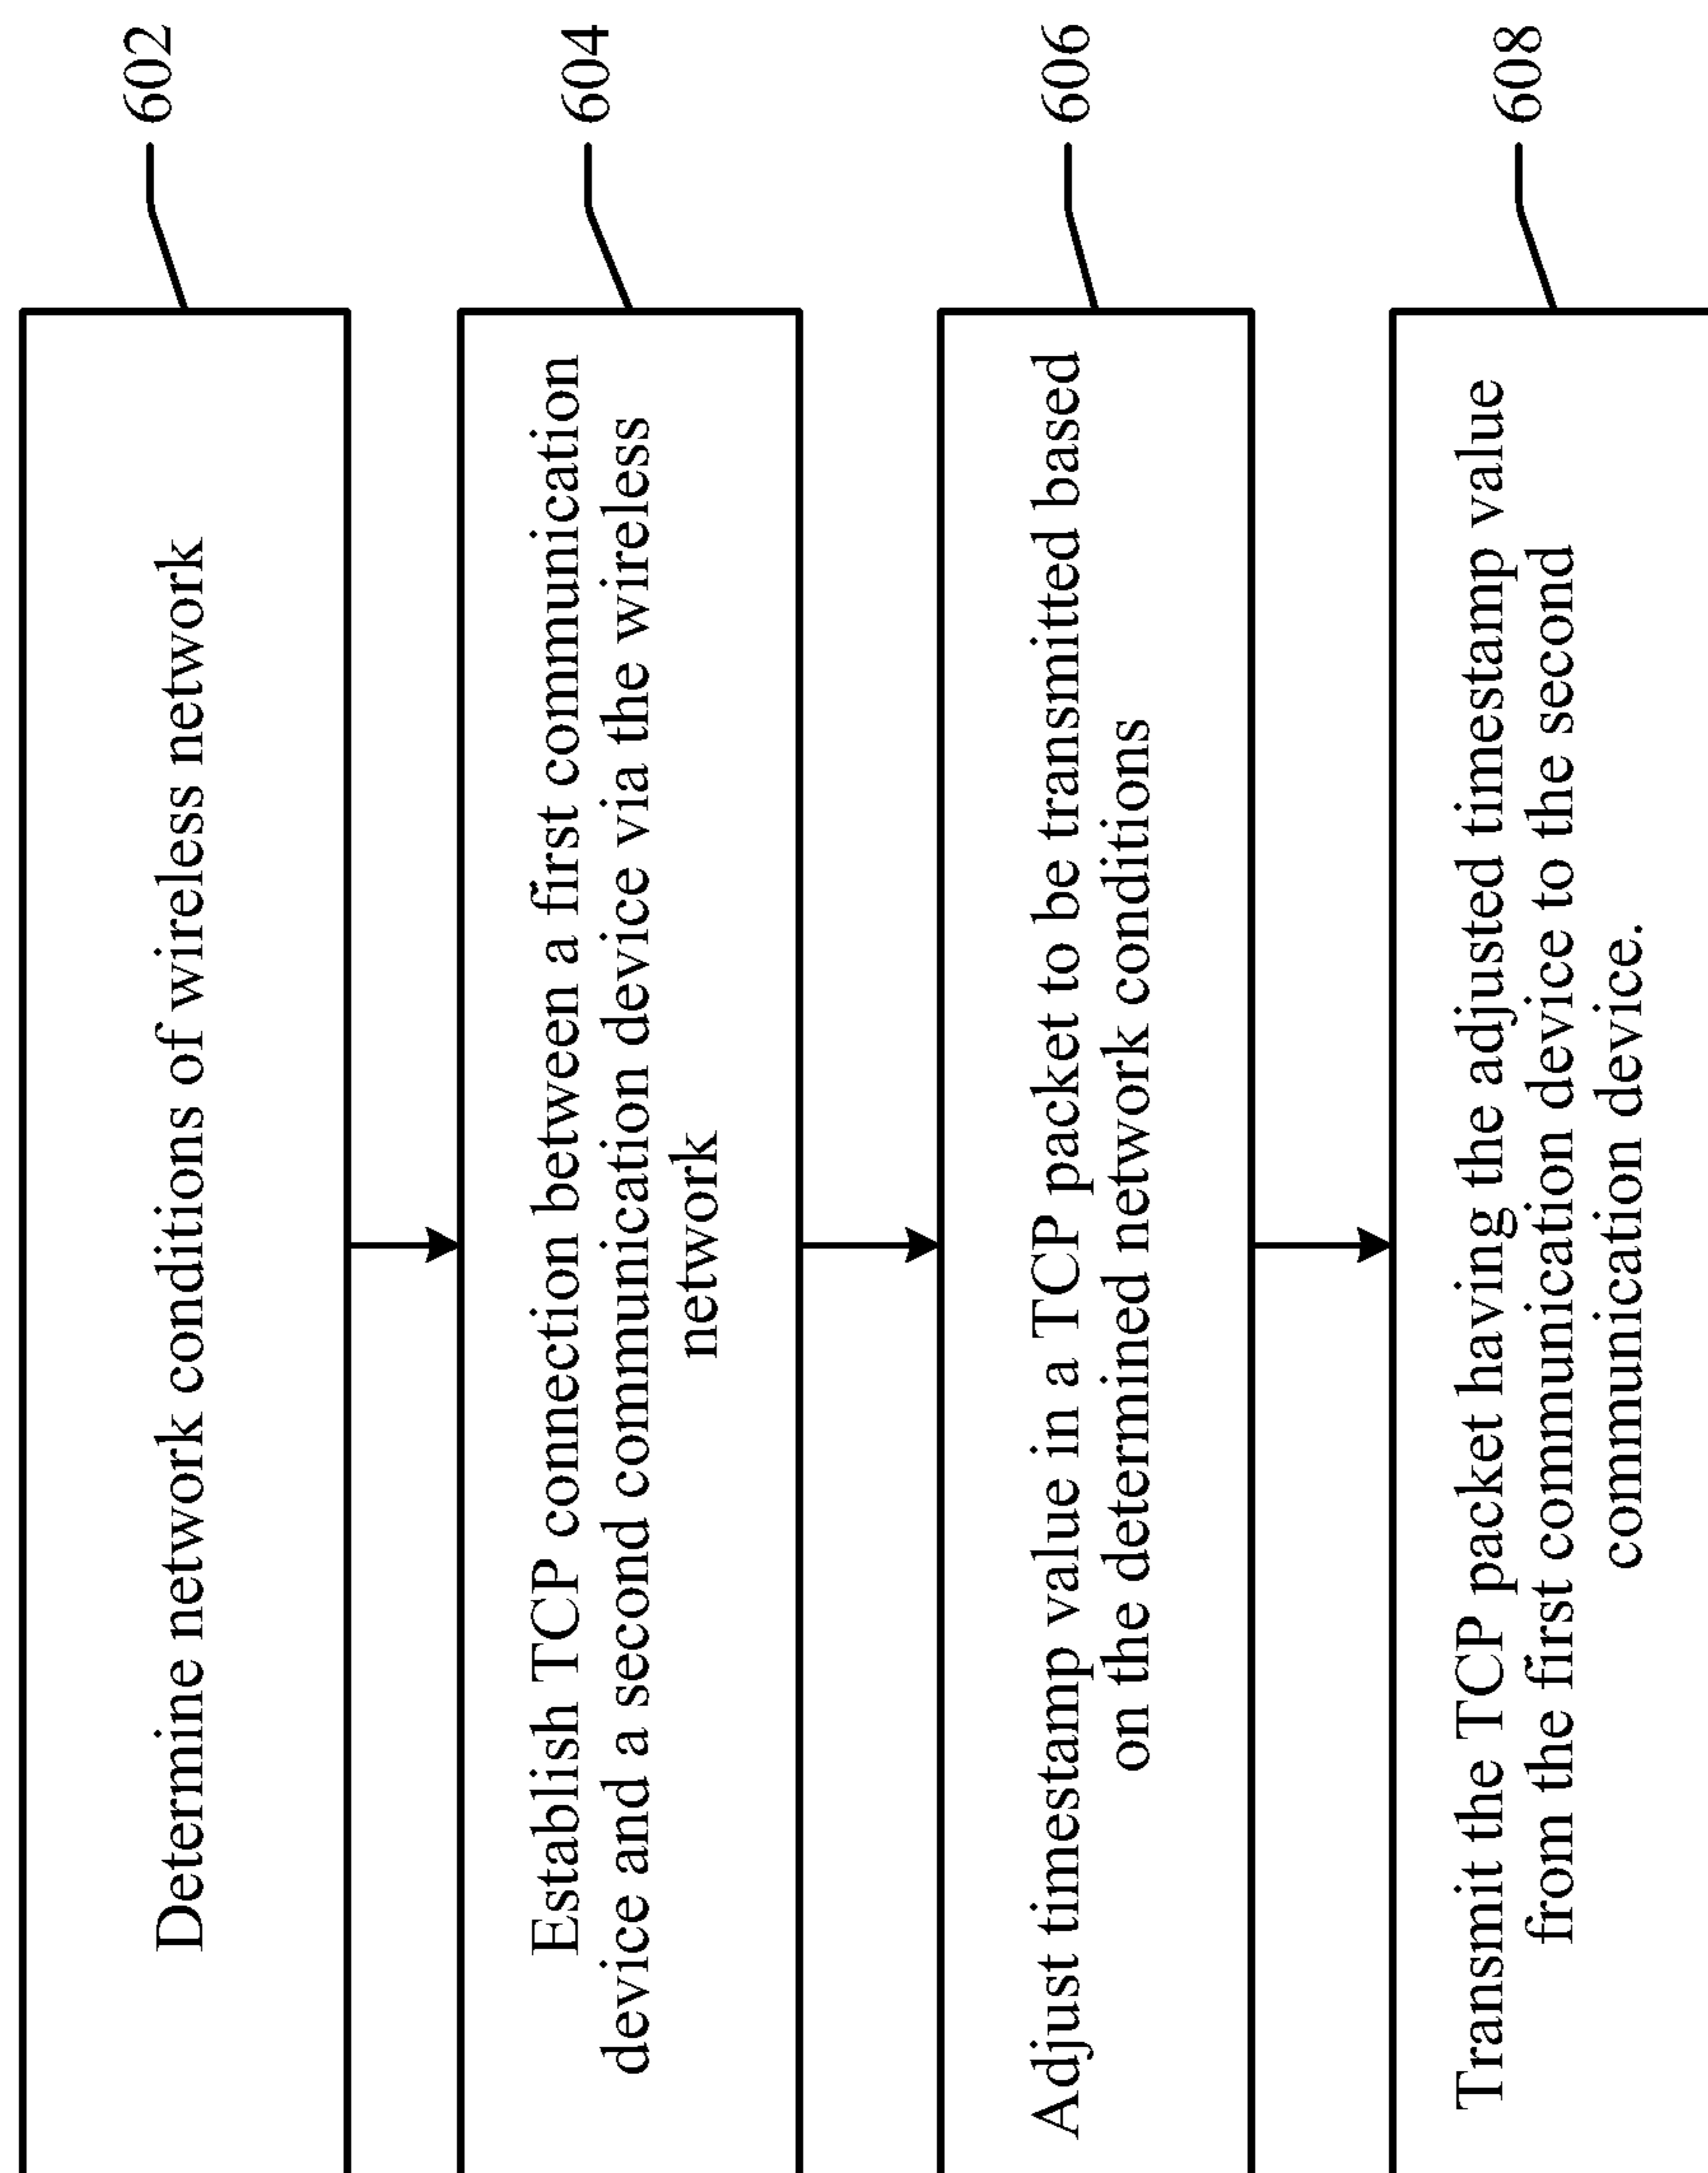 Determine network conditions of wireless network
602
Establish TCP connection between a first communication
device and a second communication device via the wireless
network
604
Adjust timestamp value in a TCP packet to be transmitted based
on the determined network conditions
606
Transmit the TCP packet having the adjusted timestamp value
from the first communication device to the second
communication device.
608